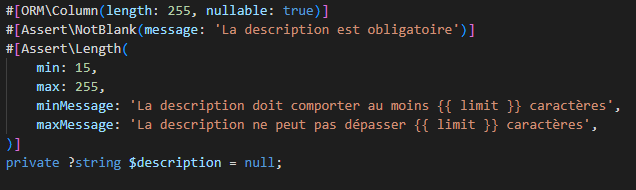 #[ORM\Column(length: 255, nullable: true)]
#[Assert\NotBlank(message: 'La description est obligatoire')]
#[Assert\Length(
    min: 15,
    max: 255,
    minMessage: 'La description doit comporter au moins {{ limit }} caractères',
    maxMessage: 'La description ne peut pas dépasser {{ limit }} caractères',
)]
private ?string $description = null;